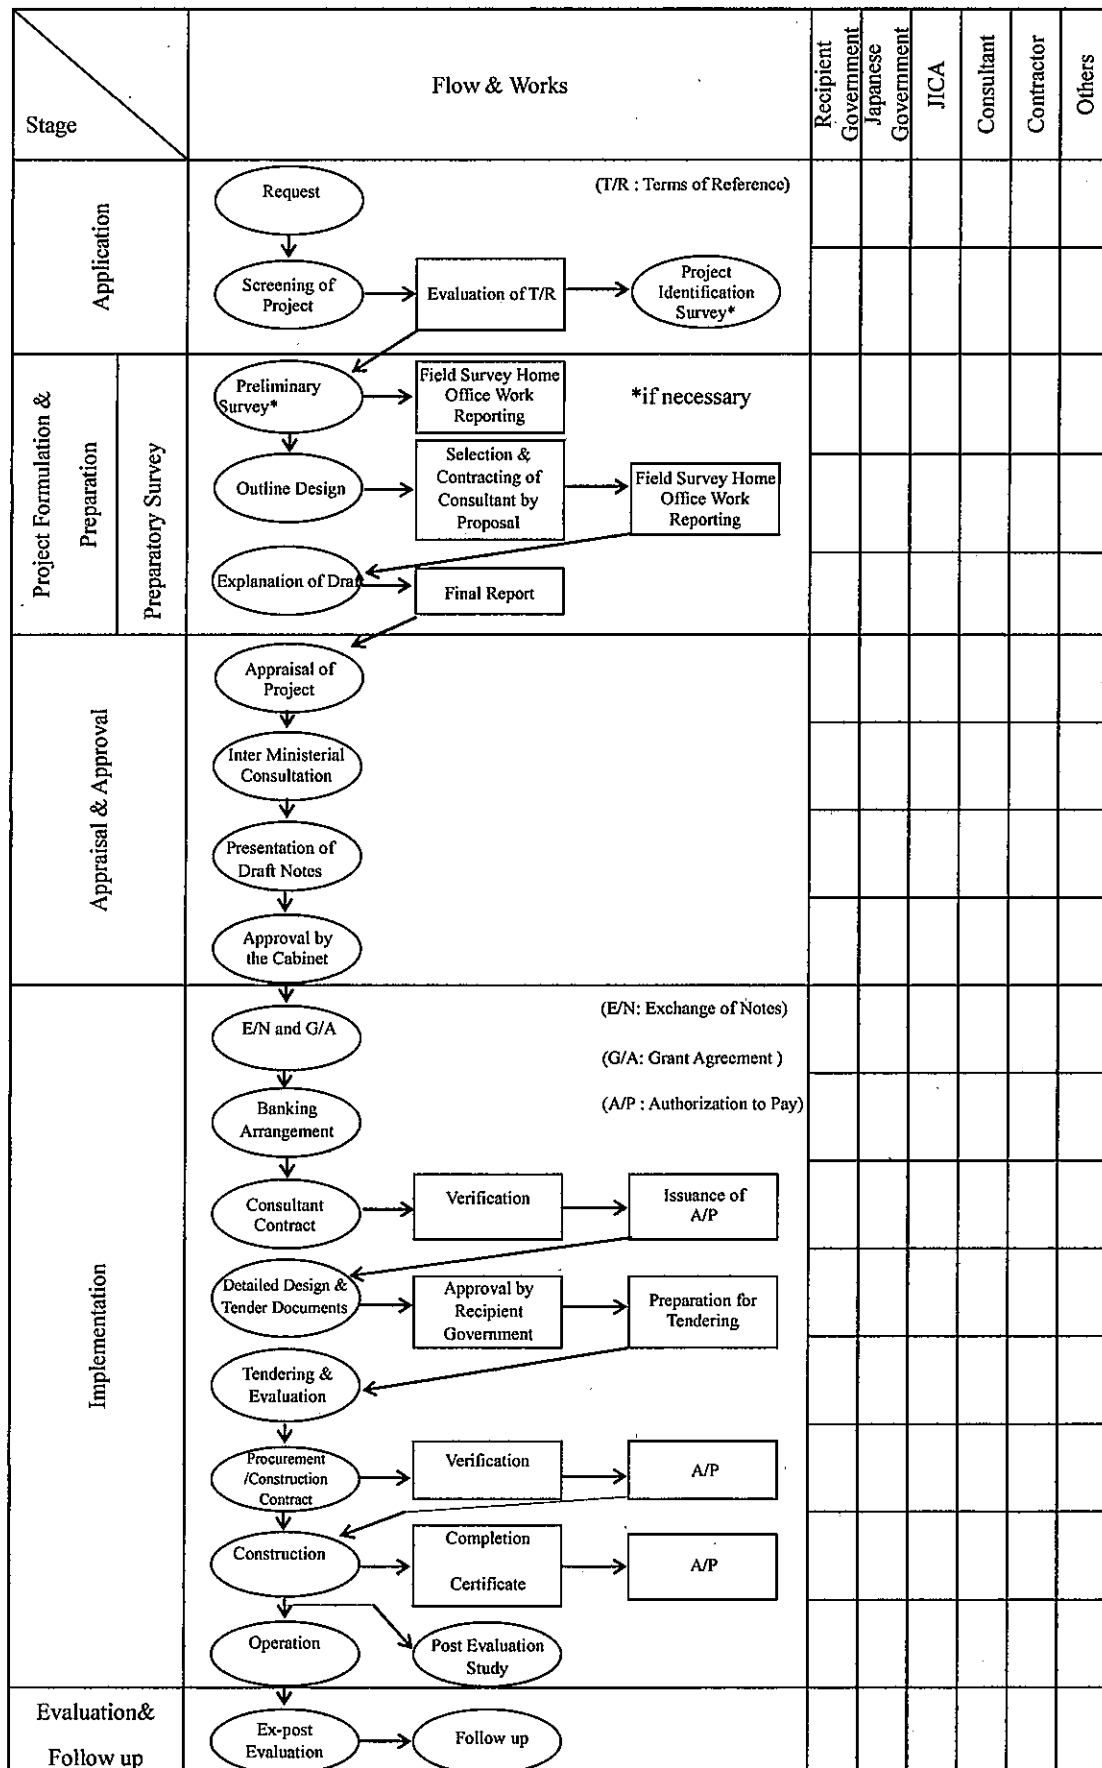 Stage
Flow & Works
Recipient
Government
Japanese
Government
JICA
Consultant
Contractor
Others
Application
Request
(T/R : Terms of Reference)
Screening of
Project
Evaluation of T/R
Project
Identification
Survey*
Project Formulation &
Preparation
Preparatory Survey
Preliminary
Survey*
Field Survey Home
Office Work
Reporting
*if necessary
Outline Design
Selection &
Contracting of
Consultant by
Proposal
Field Survey Home
Office Work
Reporting
Explanation of Draft
Final Report
Appraisal & Approval
Appraisal of
Project
Inter Ministerial
Consultation
Presentation of
Draft Notes
Approval by
the Cabinet
Implementation
E/N and G/A
(E/N: Exchange of Notes)
(G/A: Grant Agreement )
(A/P : Authorization to Pay)
Banking
Arrangement
Consultant
Contract
Verification
Issuance of
A/P
Detailed Design &
Tender Documents
Approval by
Recipient
Government
Preparation for
Tendering
Tendering &
Evaluation
Procurement
/Construction
Contract
Verification
A/P
Construction
Completion
Certificate
A/P
Operation
Post Evaluation
Study
Evaluation&
Follow up
Ex-post
Evaluation
Follow up